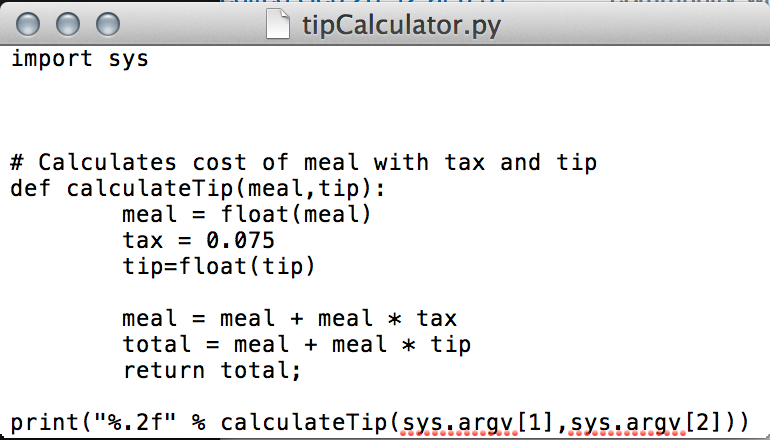 tipCalculator.py
import sys
# Calculates cost of meal with tax and tip
def calculateTip(meal,tip):
meal = float(meal)
tax = 0.075
tip=float(tip)
meal = meal + meal * tax
total = meal + meal * tip
return total;
print("%.2f" % calculateTip(sys.argv[1],sys.argv[2]))